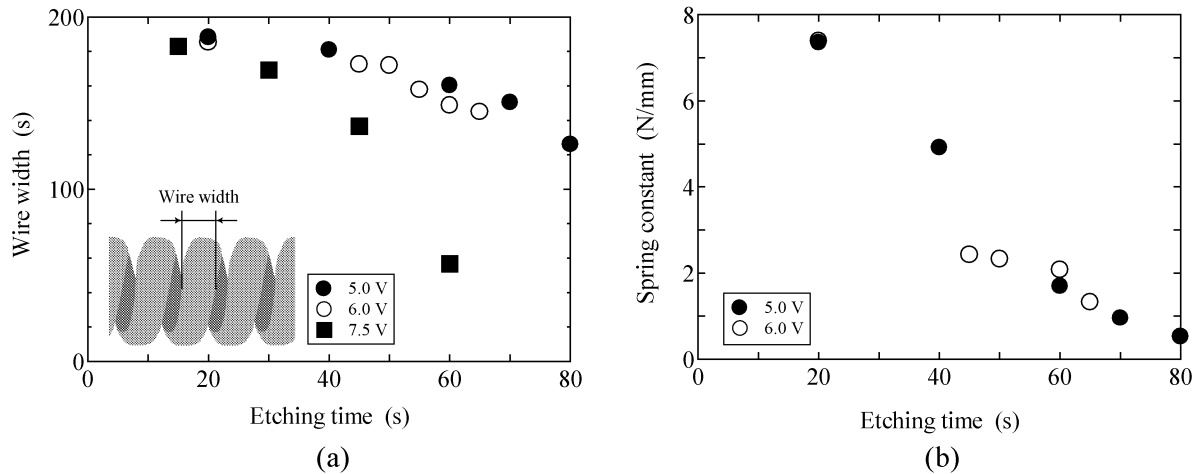 200
100
0
0
20
40
60
80
Wire width (s)
Etching time (s)
Wire width
5.0 V
6.0 V
7.5 V
(a)
8
6
4
2
0
0
20
40
60
80
Spring constant (N/mm)
Etching time (s)
5.0 V
6.0 V
(b)